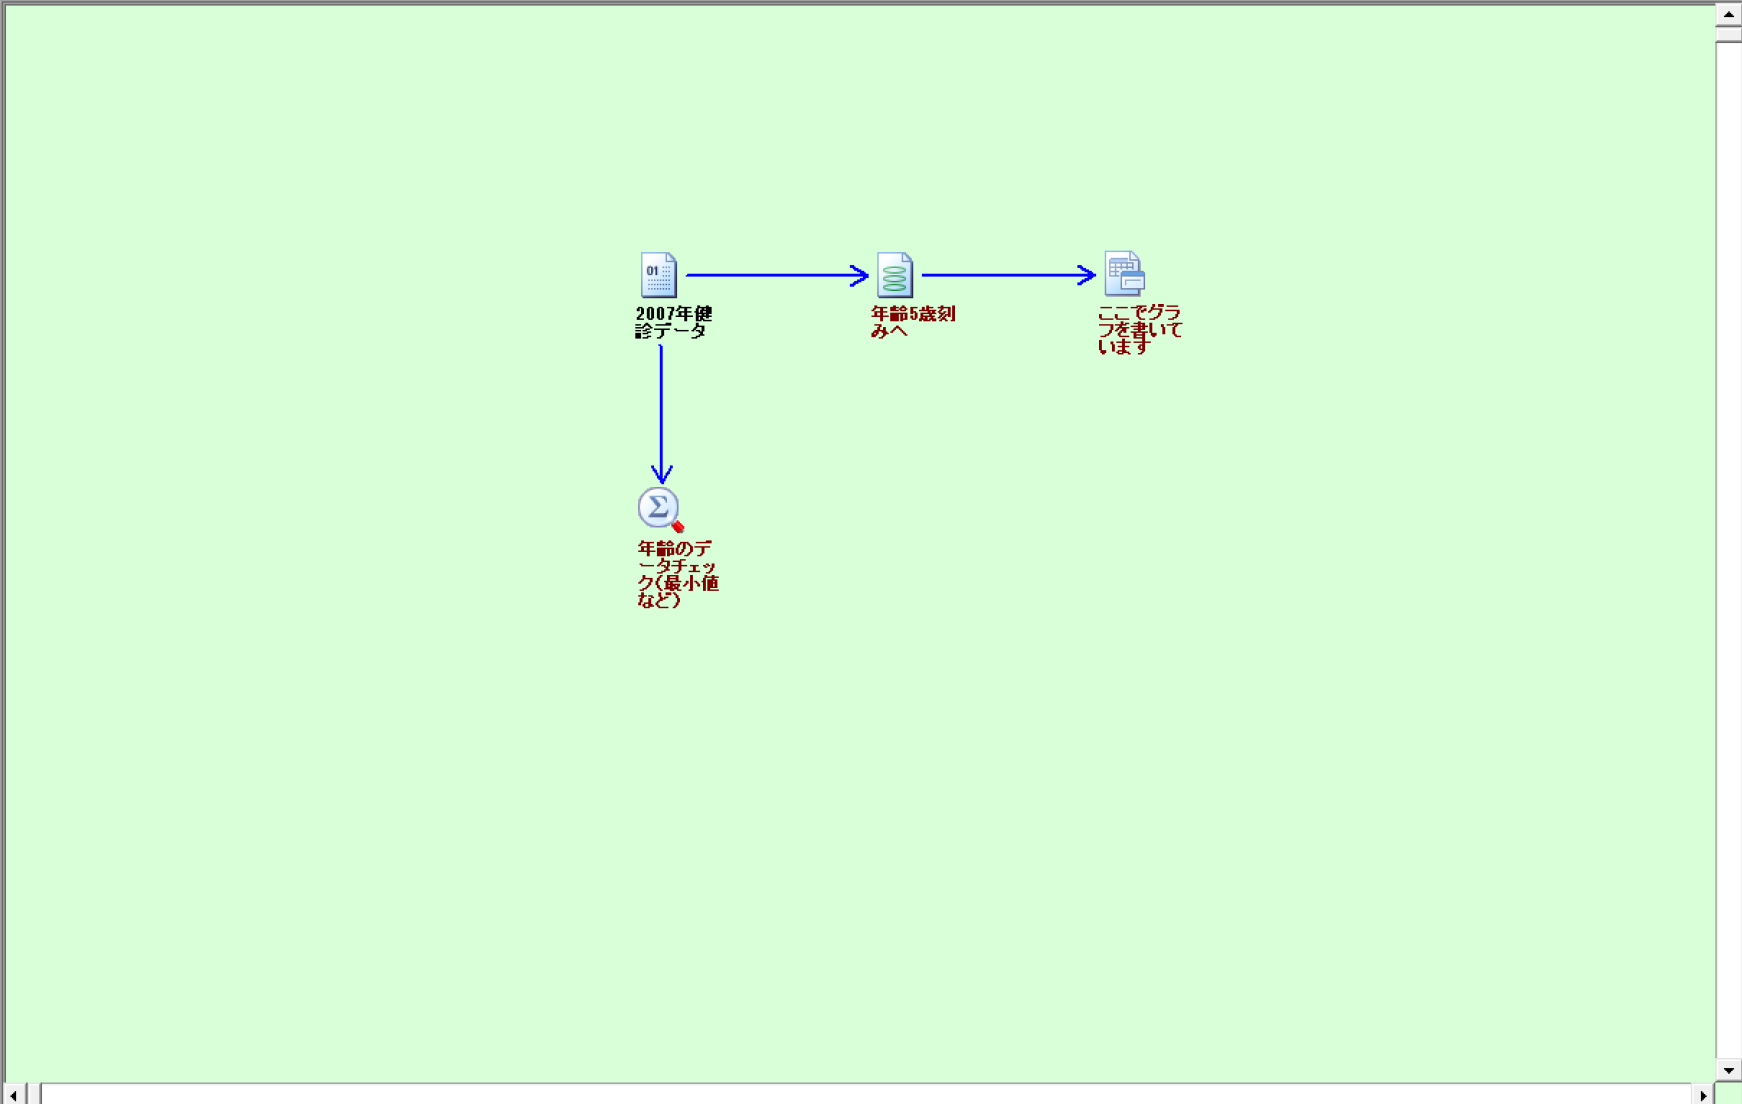 01
2007年健
診データ
年齢5歳刻
みへ
ここでグラ
フを書いて
います
Σ
年齢のデ
ータチェッ
ク(最小値
など)